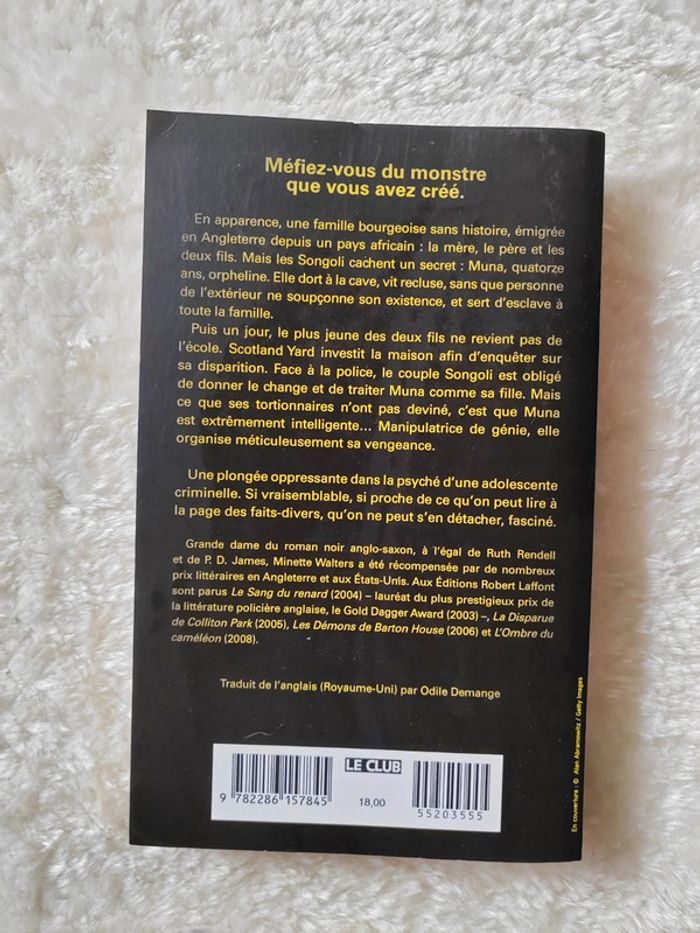 Méfiez-vous du monstre
que vous avez créé.
En apparence, une famille bourgeoise sans histoire, émigrée
en Angleterre depuis un pays africain : la mère, le père et les
deux fils. Mais les Songoli cachent un secret : Muna, quatorze
ans, orpheline. Elle dort à la cave, vit recluse, sans que personne
de l'extérieur ne soupçonne son existence, et sert d'esclave à
toute la famille.
Puis un jour, le plus jeune des deux fils ne revient pas de
l'école. Scotland Yard investit la maison afin d'enquêter sur
sa disparition. Face à la police, le couple Songoli est obligé
de donner le change et de traiter Muna comme sa fille. Mais
ce que ses tortionnaires n'ont pas deviné, c'est que Muna
est extrêmement intelligente... Manipulatrice de génie, elle
organise méticuleusement sa vengeance.
Une plongée oppressante dans la psyché d'une adolescente
criminelle. Si vraisemblable, si proche de ce qu'on peut lire à
la page des faits-divers, qu'on ne peut s'en détacher, fasciné.
Grande dame du roman noir anglo-saxon, à l'égal de Ruth Rendell
et de P. D. James, Minette Walters a été récompensée par de nombreux
prix littéraires en Angleterre et aux États-Unis. Aux Éditions Robert Laffont
sont parus Le Sang du renard (2004) – lauréat du plus prestigieux prix de
la littérature policière anglaise, le Gold Dagger Award (2003) –, La Disparue
de Colliton Park (2005), Les Démons de Barton House (2006) et L'Ombre du
caméléon (2008).
Traduit de l'anglais (Royaume-Uni) par Odile Demange
En couverture : © Alan Abramowitz / Getty Images
LE CLUB
9 782286 157845
18,00
55203555